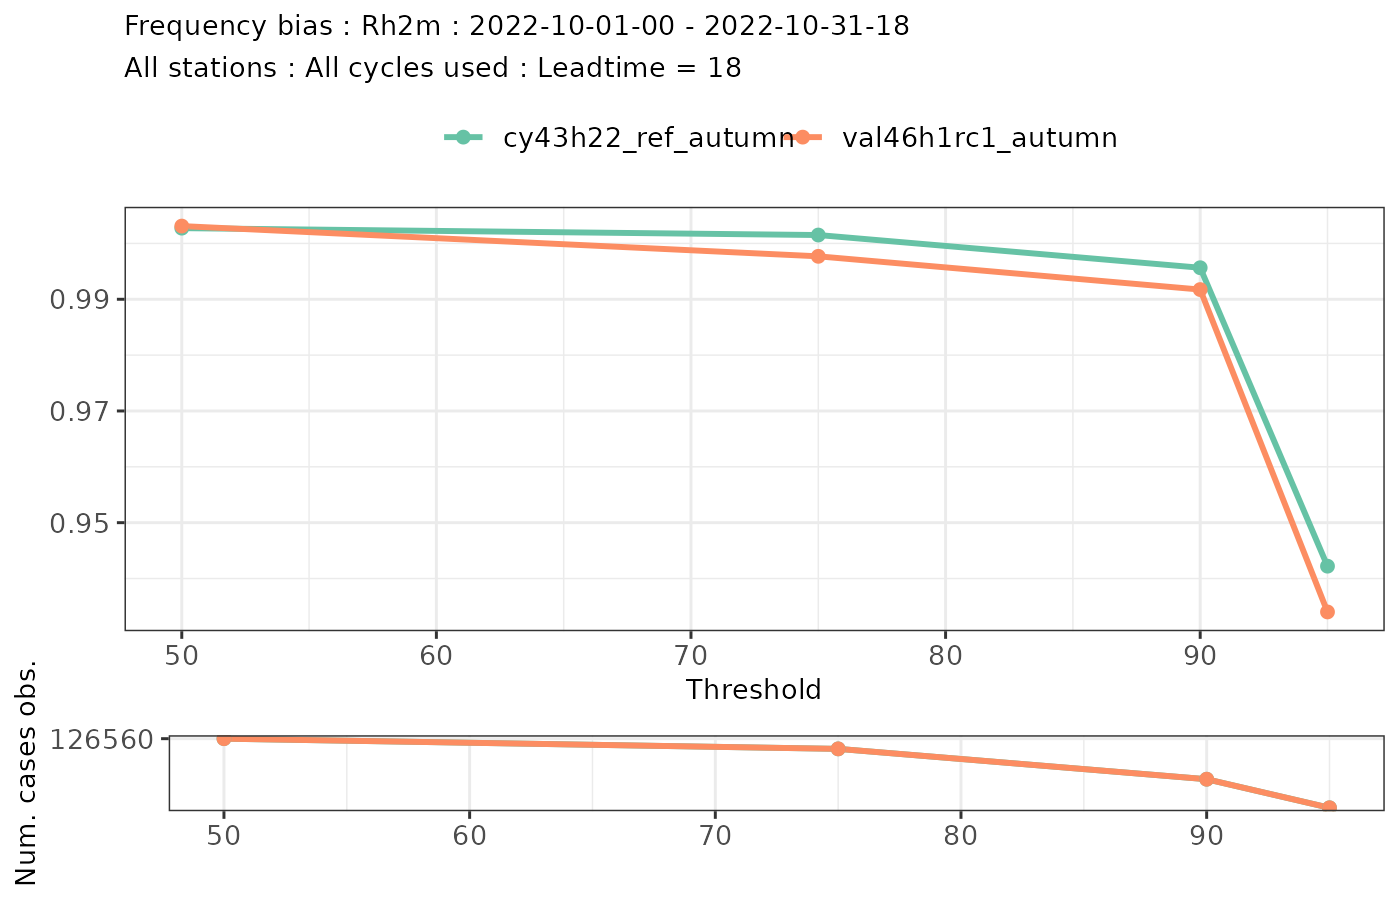 Frequency bias : Rh2m : 2022-10-01-00 - 2022-10-31-18
All stations : All cycles used : Leadtime = 18
cy43h22_ref_autumn val46h1rc1_autumn
0.99
0.97
0.95
50 60 70 80 90
Threshold
Num. cases obs.
126560
50 60 70 80 90